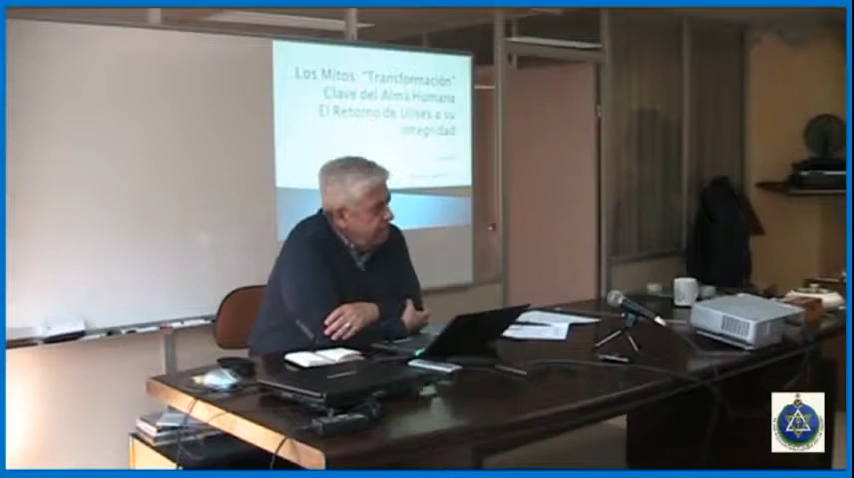 Los Mitos: "Transformación"
Clave del Alma Humana
El Retorno de Ulises a su
integridad